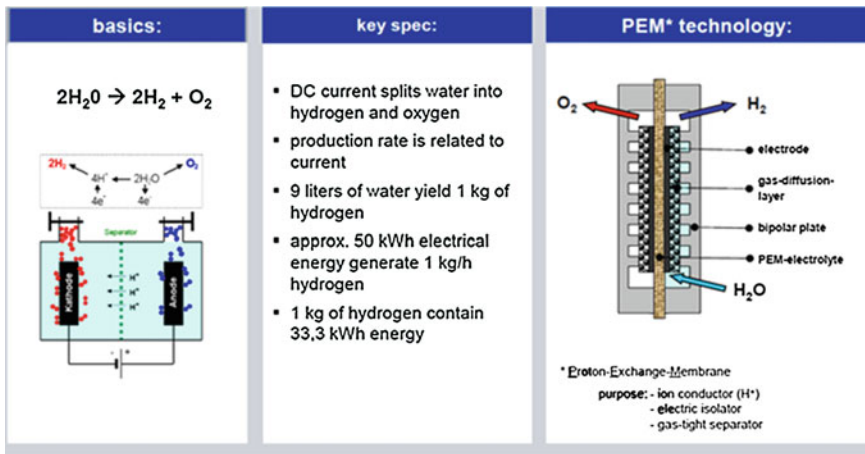 basics:
2H₂0 → 2H₂ + O₂
2H₂
O₂
4H⁺
2H₂O
4e⁻
4e⁻
Separator
Kathode
H⁺
H⁺
H⁺
Anode
- +
key spec:
▪ DC current splits water into
hydrogen and oxygen
▪ production rate is related to
current
▪ 9 liters of water yield 1 kg of
hydrogen
▪ approx. 50 kWh electrical
energy generate 1 kg/h
hydrogen
▪ 1 kg of hydrogen contain
33,3 kWh energy
PEM* technology:
O₂
H₂
electrode
gas-diffusion-
layer
bipolar plate
PEM-electrolyte
H₂O
* Proton-Exchange-Membrane
purpose: - ion conductor (H⁺)
- electric isolator
- gas-tight separator